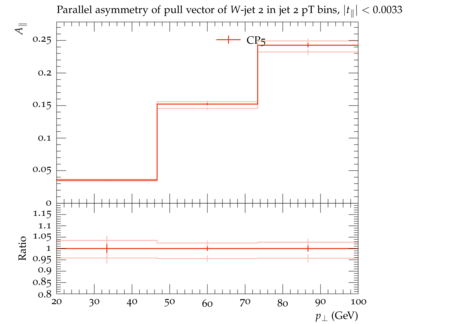 Parallel asymmetry of pull vector of W-jet 2 in jet 2 pT bins, |t∥| < 0.0033
A∥
CP5
0.25
0.2
0.15
0.1
0.05
0
Ratio
1.15
1.1
1.05
1
0.95
0.9
0.85
0.8
20 30 40 50 60 70 80 90 100
p⊥ (GeV)